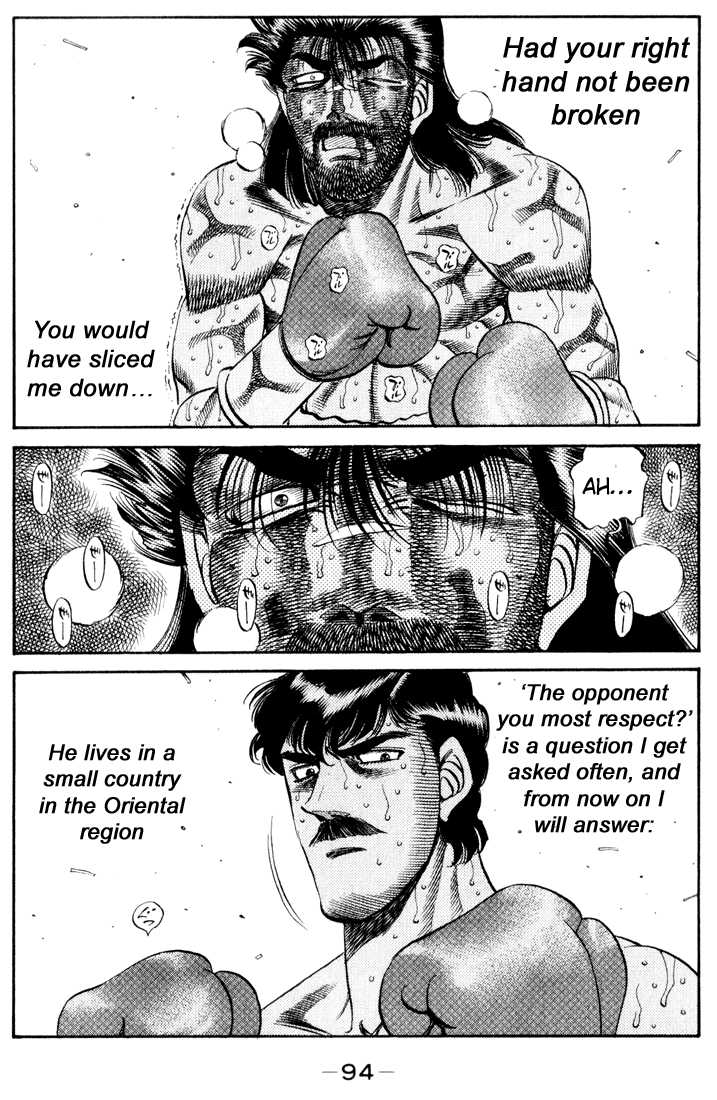 Had your right
hand not been
broken
You would
have sliced
me down...
AH...
'The opponent
you most respect?'
is a question I get
asked often, and
from now on I
will answer:
He lives in a
small country
in the Oriental
region
-94-